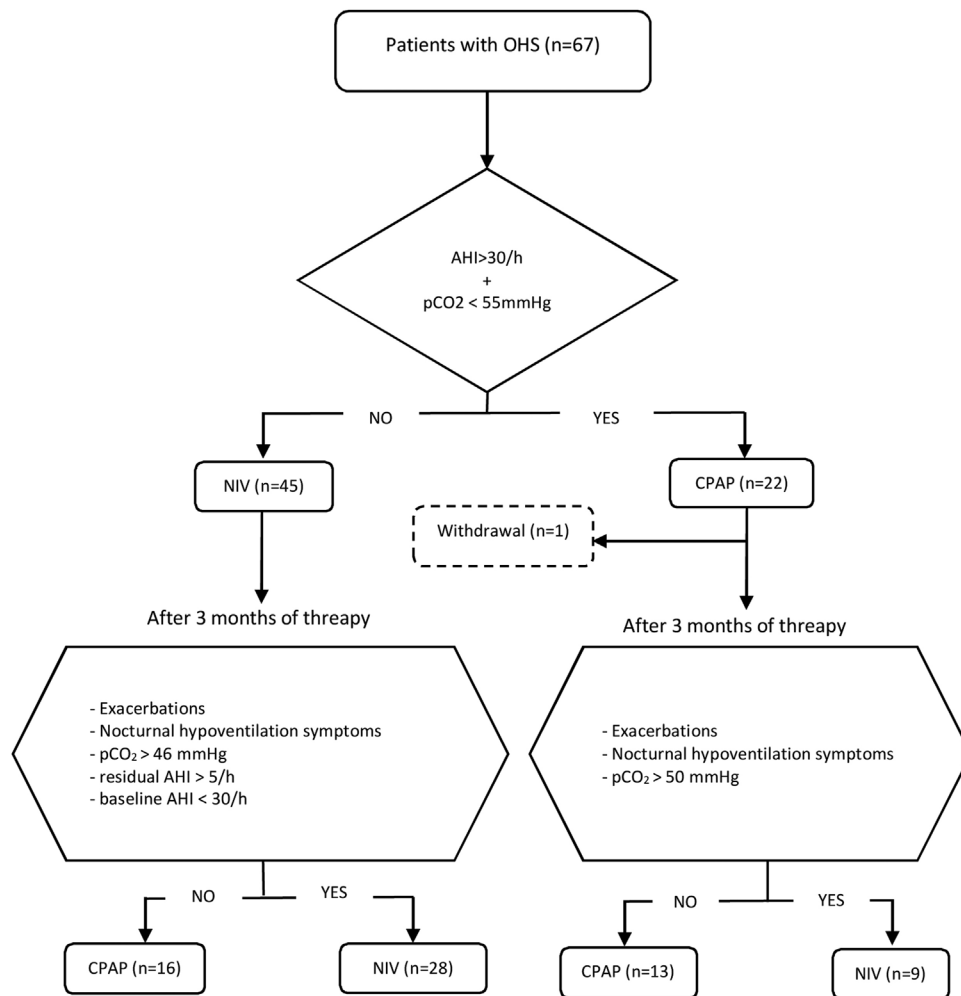 Patients with OHS (n=67)
AHI>30/h
+
pCO2 < 55mmHg
NO
YES
NIV (n=45)
CPAP (n=22)
Withdrawal (n=1)
After 3 months of threapy
After 3 months of threapy
- Exacerbations
- Nocturnal hypoventilation symptoms
- pCO₂ > 46 mmHg
- residual AHI > 5/h
- baseline AHI < 30/h
- Exacerbations
- Nocturnal hypoventilation symptoms
- pCO₂ > 50 mmHg
NO
YES
NO
YES
CPAP (n=16)
NIV (n=28)
CPAP (n=13)
NIV (n=9)